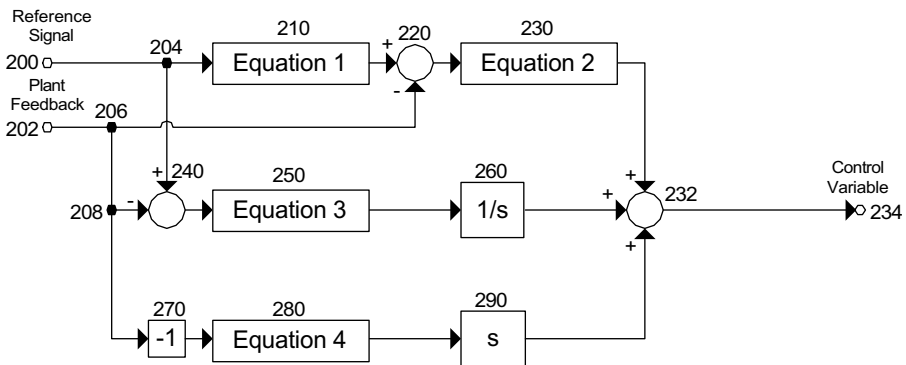 Reference
Signal
200
204
210
Equation 1
+
220
-
230
Equation 2
Plant
Feedback
202
206
208
+
240
-
250
Equation 3
260
1/s
+
+
+
232
Control
Variable
234
270
-1
280
Equation 4
290
s